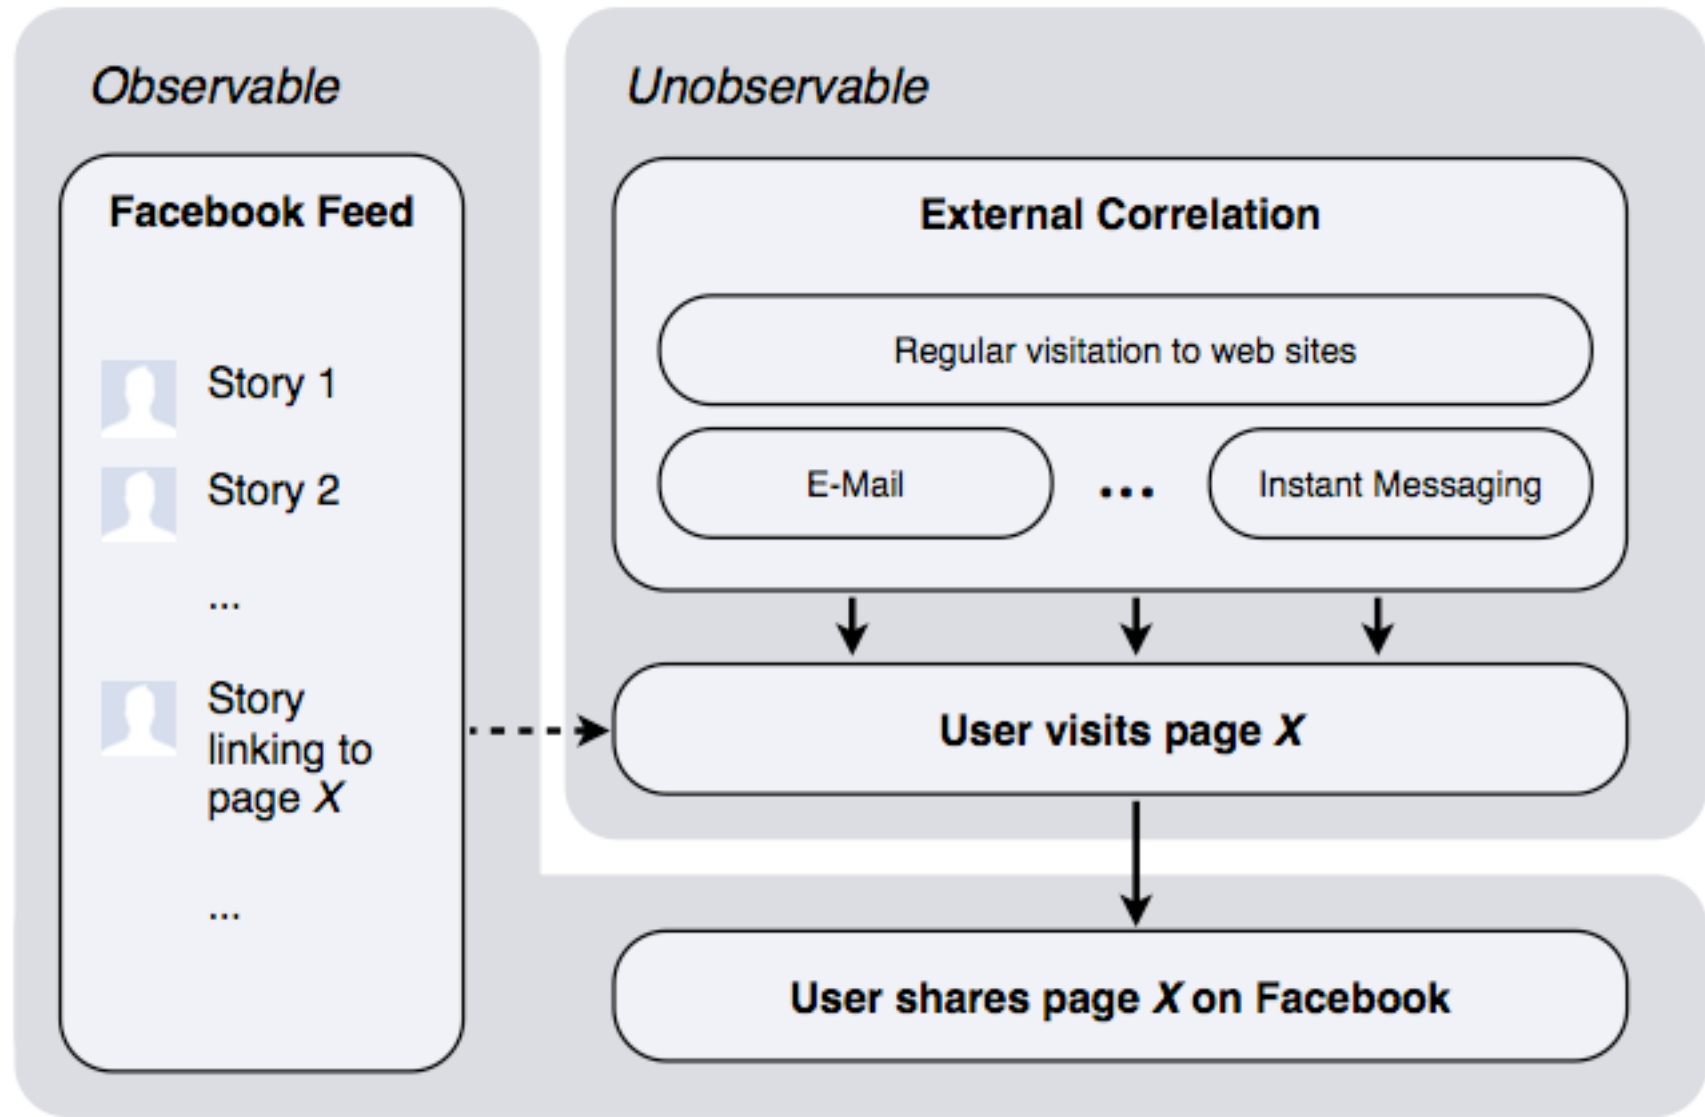 Observable
Facebook Feed
Story 1
Story 2
...
Story
linking to
page X
...
Unobservable
External Correlation
Regular visitation to web sites
E-Mail
...
Instant Messaging
User visits page X
User shares page X on Facebook